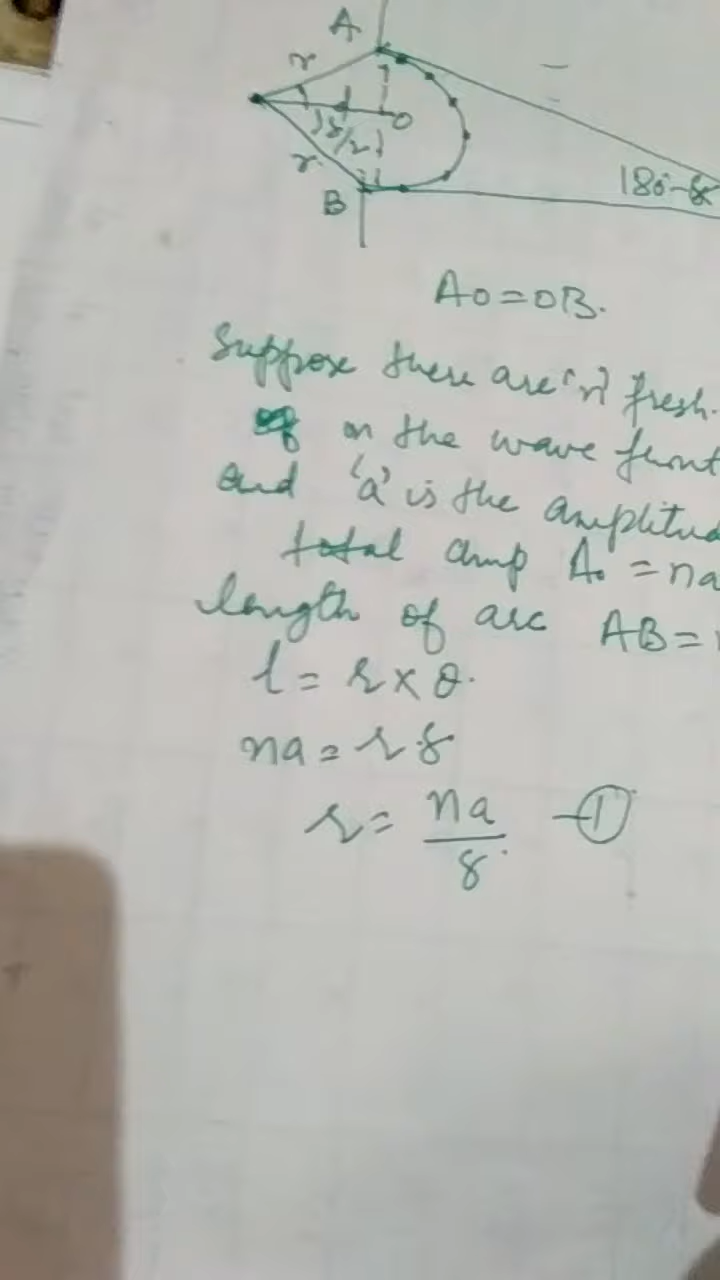 A
r
δ/2
O
r
180-δ
B
AO = OB.
Suppose there are 'n' fresh.
on the wave front
and 'a' is the amplitud
total amp A₀ = na
length of arc AB =
l = r × θ.
na = r δ
r = na/δ —①